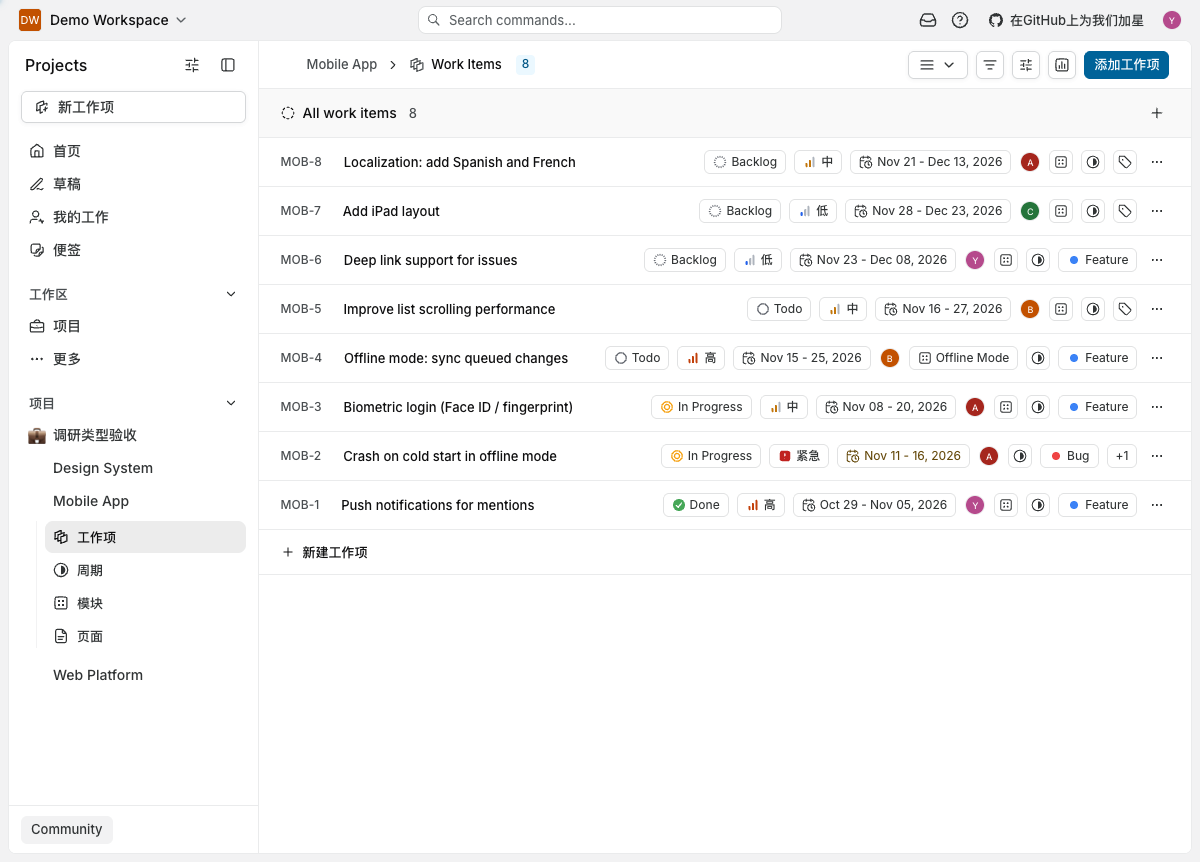 DW Demo Workspace
Search commands...
在GitHub上为我们加星
Y
Projects
新工作项
首页
草稿
我的工作
便签
工作区
项目
更多
项目
调研类型验收
Design System
Mobile App
工作项
周期
模块
页面
Web Platform
Community
Mobile App
Work Items 8
添加工作项
All work items 8
MOB-8 Localization: add Spanish and French Backlog 中 Nov 21 - Dec 13, 2026 A
MOB-7 Add iPad layout Backlog 低 Nov 28 - Dec 23, 2026 C
MOB-6 Deep link support for issues Backlog 低 Nov 23 - Dec 08, 2026 Y Feature
MOB-5 Improve list scrolling performance Todo 中 Nov 16 - 27, 2026 B
MOB-4 Offline mode: sync queued changes Todo 高 Nov 15 - 25, 2026 B Offline Mode Feature
MOB-3 Biometric login (Face ID / fingerprint) In Progress 中 Nov 08 - 20, 2026 A Feature
MOB-2 Crash on cold start in offline mode In Progress 紧急 Nov 11 - 16, 2026 A Bug +1
MOB-1 Push notifications for mentions Done 高 Oct 29 - Nov 05, 2026 Y Feature
新建工作项